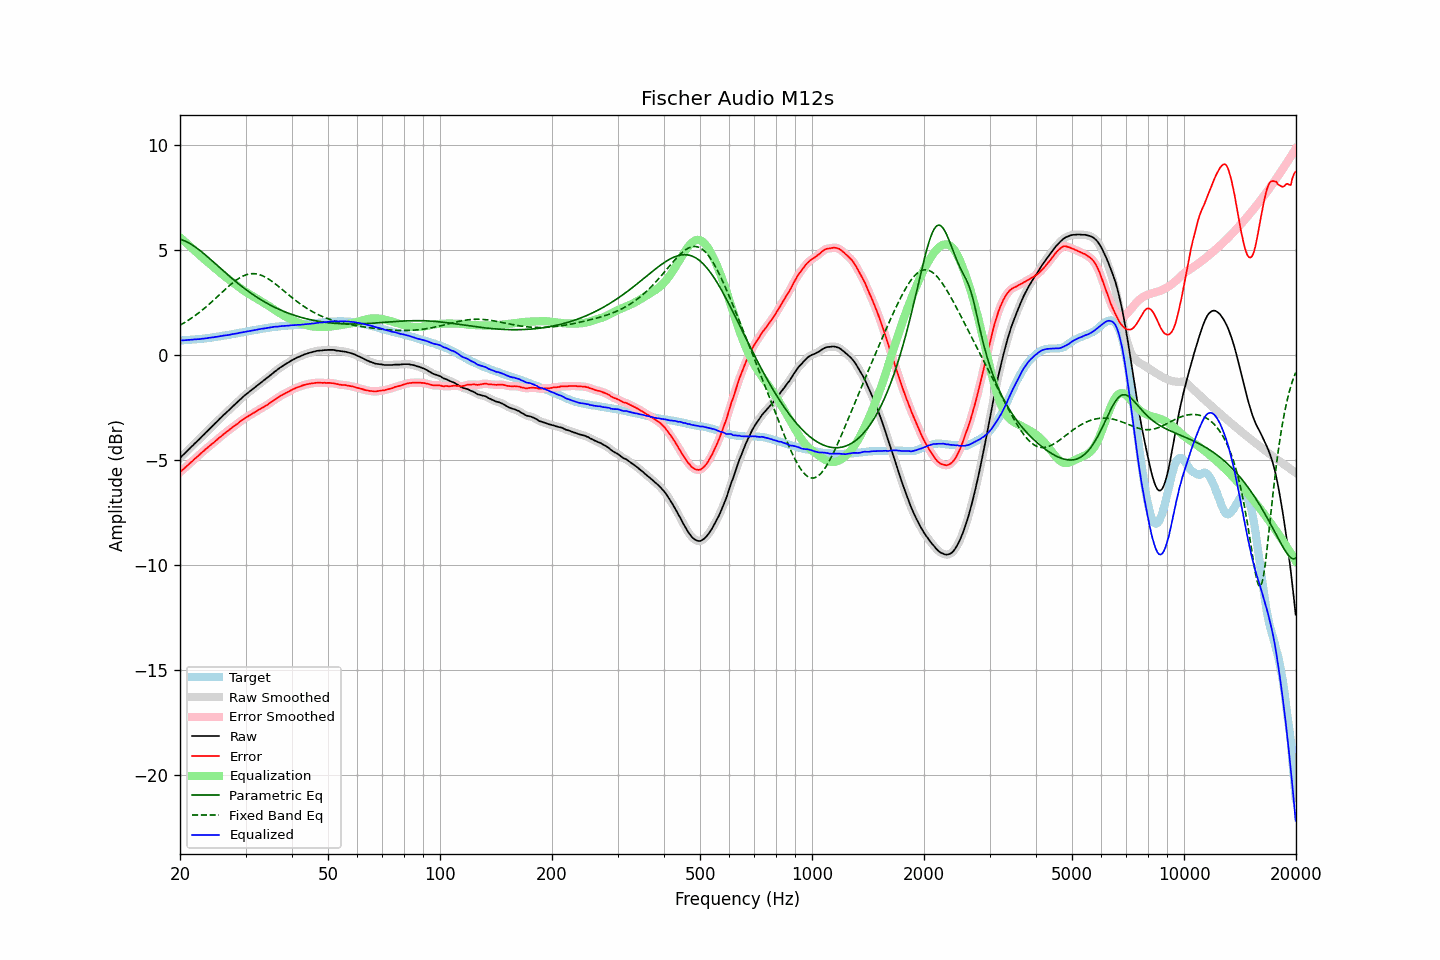 Fischer Audio M12s
10
5
0
−5
−10
−15
−20
Amplitude (dBr)
Target
Raw Smoothed
Error Smoothed
Raw
Error
Equalization
Parametric Eq
Fixed Band Eq
Equalized
20 50 100 200 500 1000 2000 5000 10000 20000
Frequency (Hz)